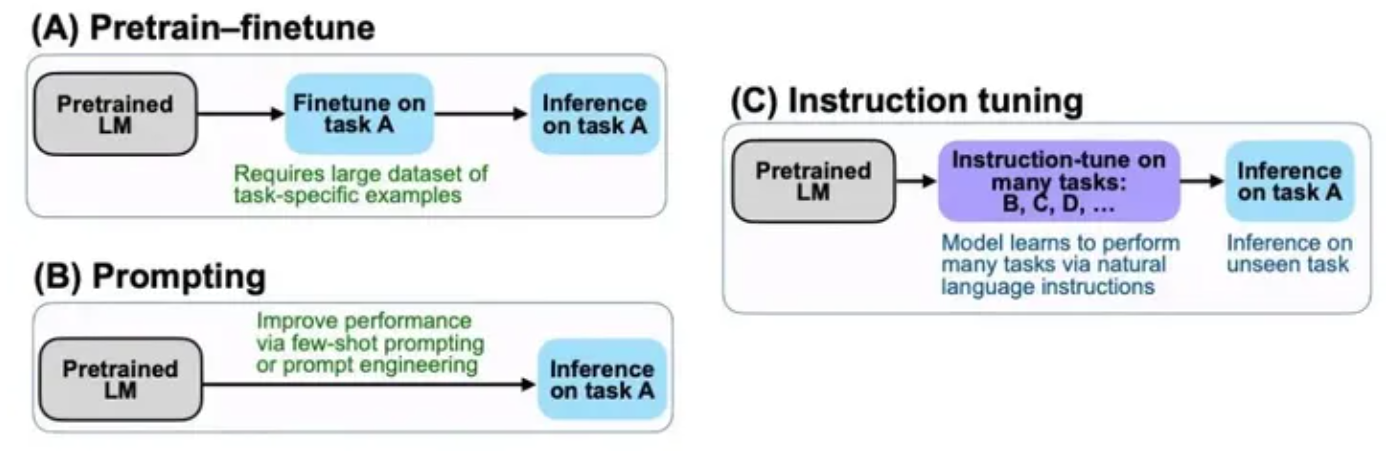 (A) Pretrain–finetune
Pretrained
LM
Finetune on
task A
Inference
on task A
Requires large dataset of
task-specific examples
(B) Prompting
Pretrained
LM
Improve performance
via few-shot prompting
or prompt engineering
Inference
on task A
(C) Instruction tuning
Pretrained
LM
Instruction-tune on
many tasks:
B, C, D, ...
Inference
on task A
Model learns to perform
many tasks via natural
language instructions
Inference on
unseen task